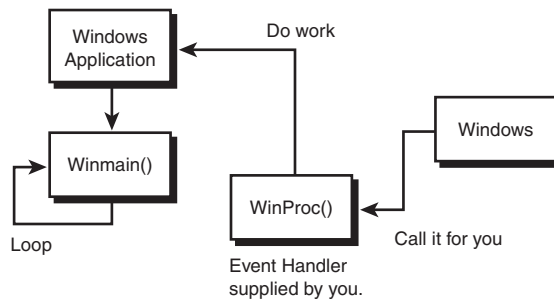 Do work
Windows
Application
Windows
Winmain()
WinProc()
Loop
Call it for you
Event Handler
supplied by you.